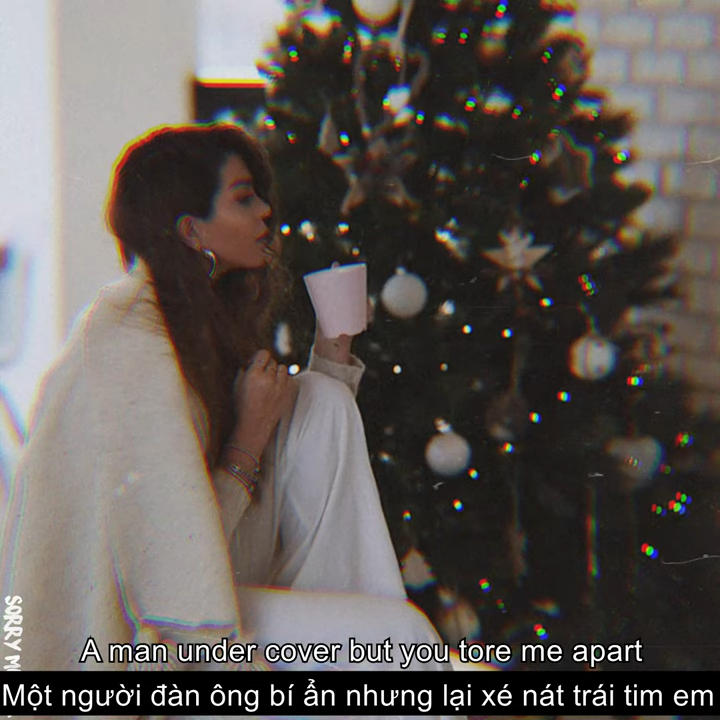 SORRY M
A man under cover but you tore me apart
Một người đàn ông bí ẩn nhưng lại xé nát trái tim em